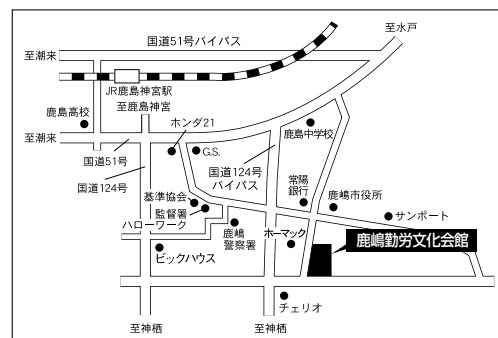 至水戸
国道51号バイパス
至潮来
JR鹿島神宮駅
至鹿島神宮
鹿島高校
ホンダ21
鹿島中学校
至潮来
G.S.
国道51号
国道124号
バイパス
国道124号
常陽
銀行
基準協会
監督署
ハローワーク
鹿嶋市役所
サンポート
鹿嶋
警察署
ホーマック
鹿嶋勤労文化会館
ビックハウス
チェリオ
至神栖
至神栖